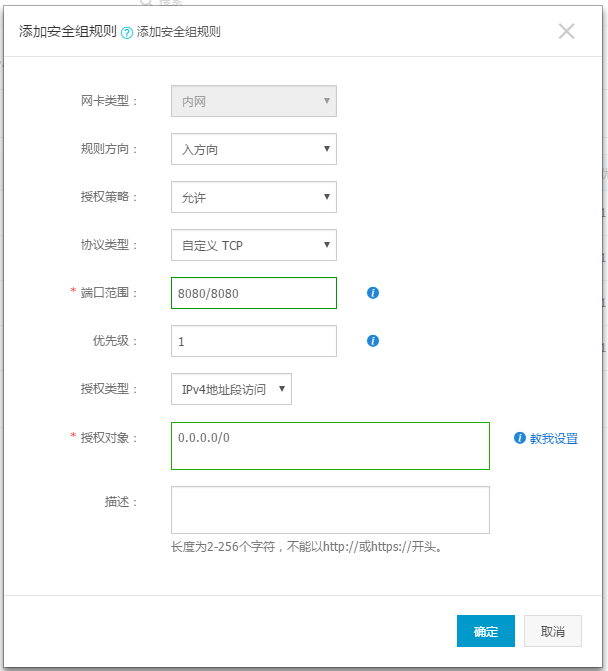 添加安全组规则 ? 添加安全组规则
网卡类型： 内网
规则方向： 入方向
授权策略： 允许
协议类型： 自定义 TCP
* 端口范围： 8080/8080
优先级： 1
授权类型： IPv4地址段访问
* 授权对象： 0.0.0.0/0 教我设置
描述：
长度为2-256个字符，不能以http://或https://开头。
确定 取消